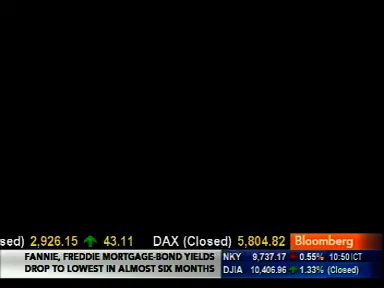 sed) 2,926.15 43.11 DAX (Closed) 5,804.82 Bloomberg
FANNIE, FREDDIE MORTGAGE-BOND YIELDS NKY 9,737.17 0.55% 10:50ICT
DROP TO LOWEST IN ALMOST SIX MONTHS DJIA 10,406.96 1.33% (Closed)